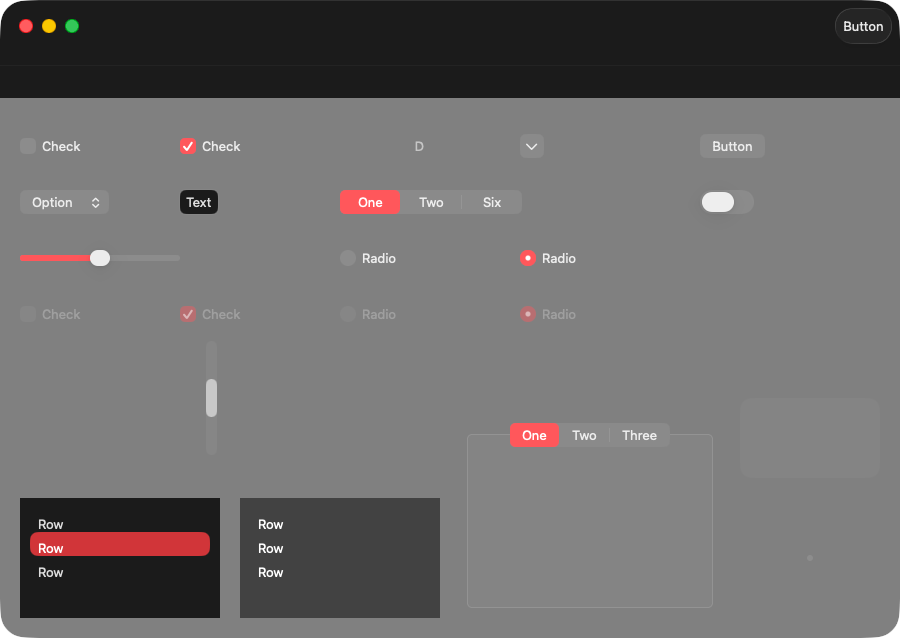 Button
Check
Check
D
Button
Option
Text
One
Two
Six
Radio
Radio
Check
Check
Radio
Radio
One
Two
Three
Row
Row
Row
Row
Row
Row